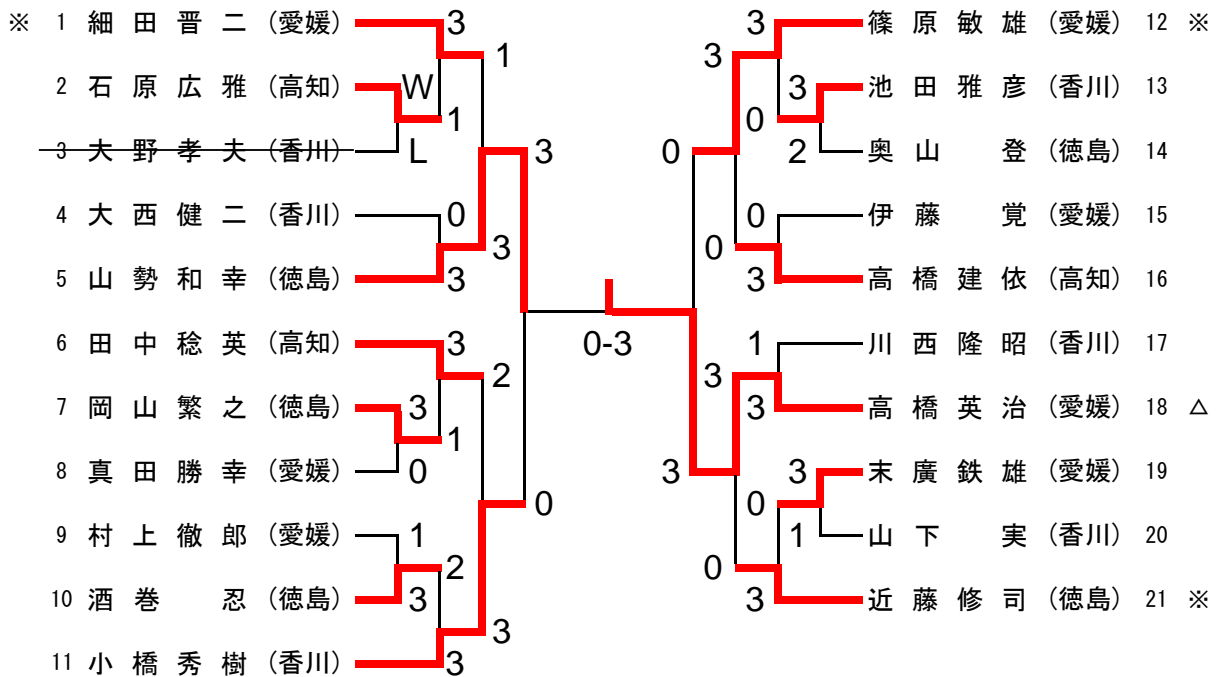 ※ 1 細田晋二 (愛媛) 3 3 篠原敏雄 (愛媛) 12 ※
1 3
2 石原広雅 (高知) W 3 池田雅彦 (香川) 13
1 0
3 大野孝夫 (香川) L 3 0 2 奥山 登 (徳島) 14
4 大西健二 (香川) 0 0 伊藤 覚 (愛媛) 15
3 0
5 山勢和幸 (徳島) 3 3 高橋建依 (高知) 16
6 田中稔英 (高知) 3 0-3 1 川西隆昭 (香川) 17
2 3
7 岡山繁之 (徳島) 3 3 高橋英治 (愛媛) 18 △
1
8 真田勝幸 (愛媛) 0 3 3 末廣鉄雄 (愛媛) 19
0 0
9 村上徹郎 (愛媛) 1 1 山下 実 (香川) 20
2 0
10 酒巻 忍 (徳島) 3 3 近藤修司 (徳島) 21 ※
3
11 小橋秀樹 (香川) 3